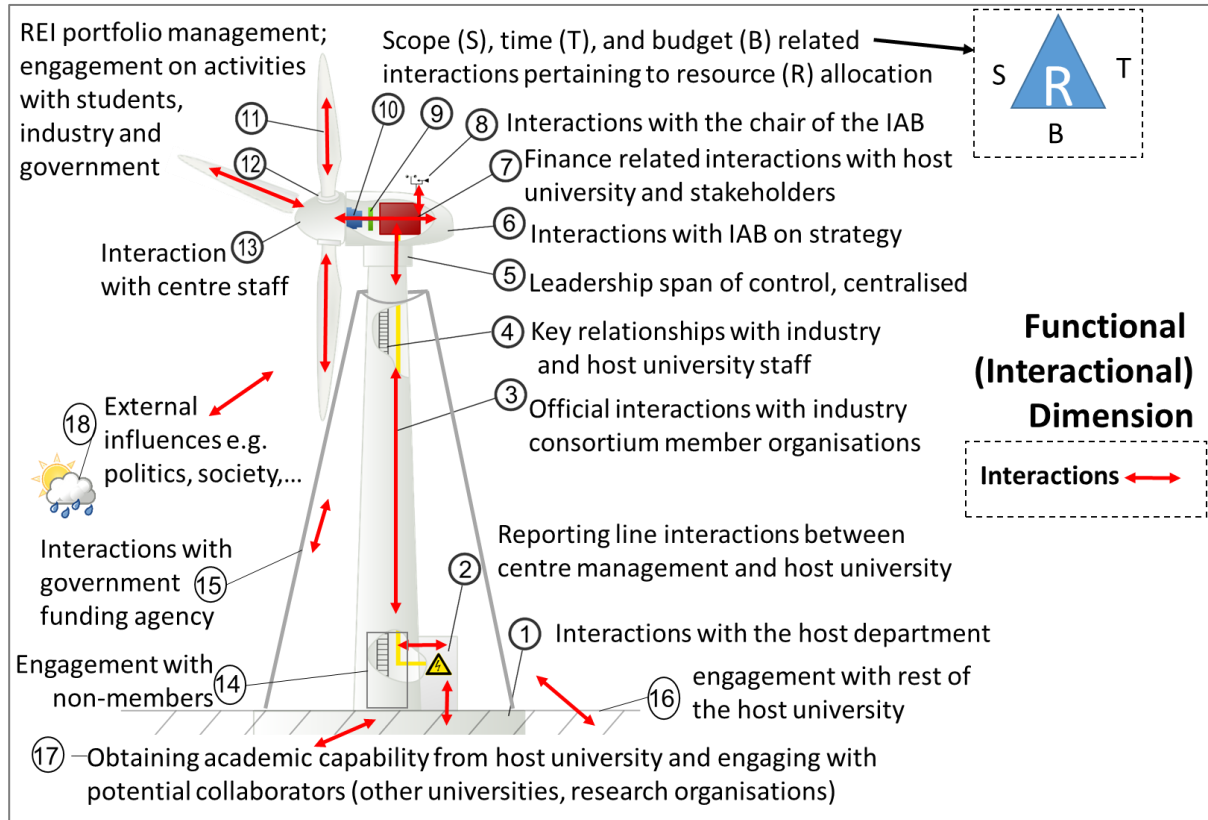 REI portfolio management;
engagement on activities
with students,
industry and
government
Scope (S), time (T), and budget (B) related
interactions pertaining to resource (R) allocation
S
R
T
B
11
12
10
9
8
Interactions with the chair of the IAB
7
Finance related interactions with host
university and stakeholders
6
Interactions with IAB on strategy
Interaction
13
with centre staff
5
Leadership span of control, centralised
4
Key relationships with industry
and host university staff
3
Official interactions with industry
consortium member organisations
Functional
(Interactional)
Dimension
Interactions
18
External
influences e.g.
politics, society,...
Interactions with
government
15
funding agency
2
Reporting line interactions between
centre management and host university
1
Interactions with the host department
Engagement with
non-members
14
16
engagement with rest of
the host university
17
Obtaining academic capability from host university and engaging with
potential collaborators (other universities, research organisations)